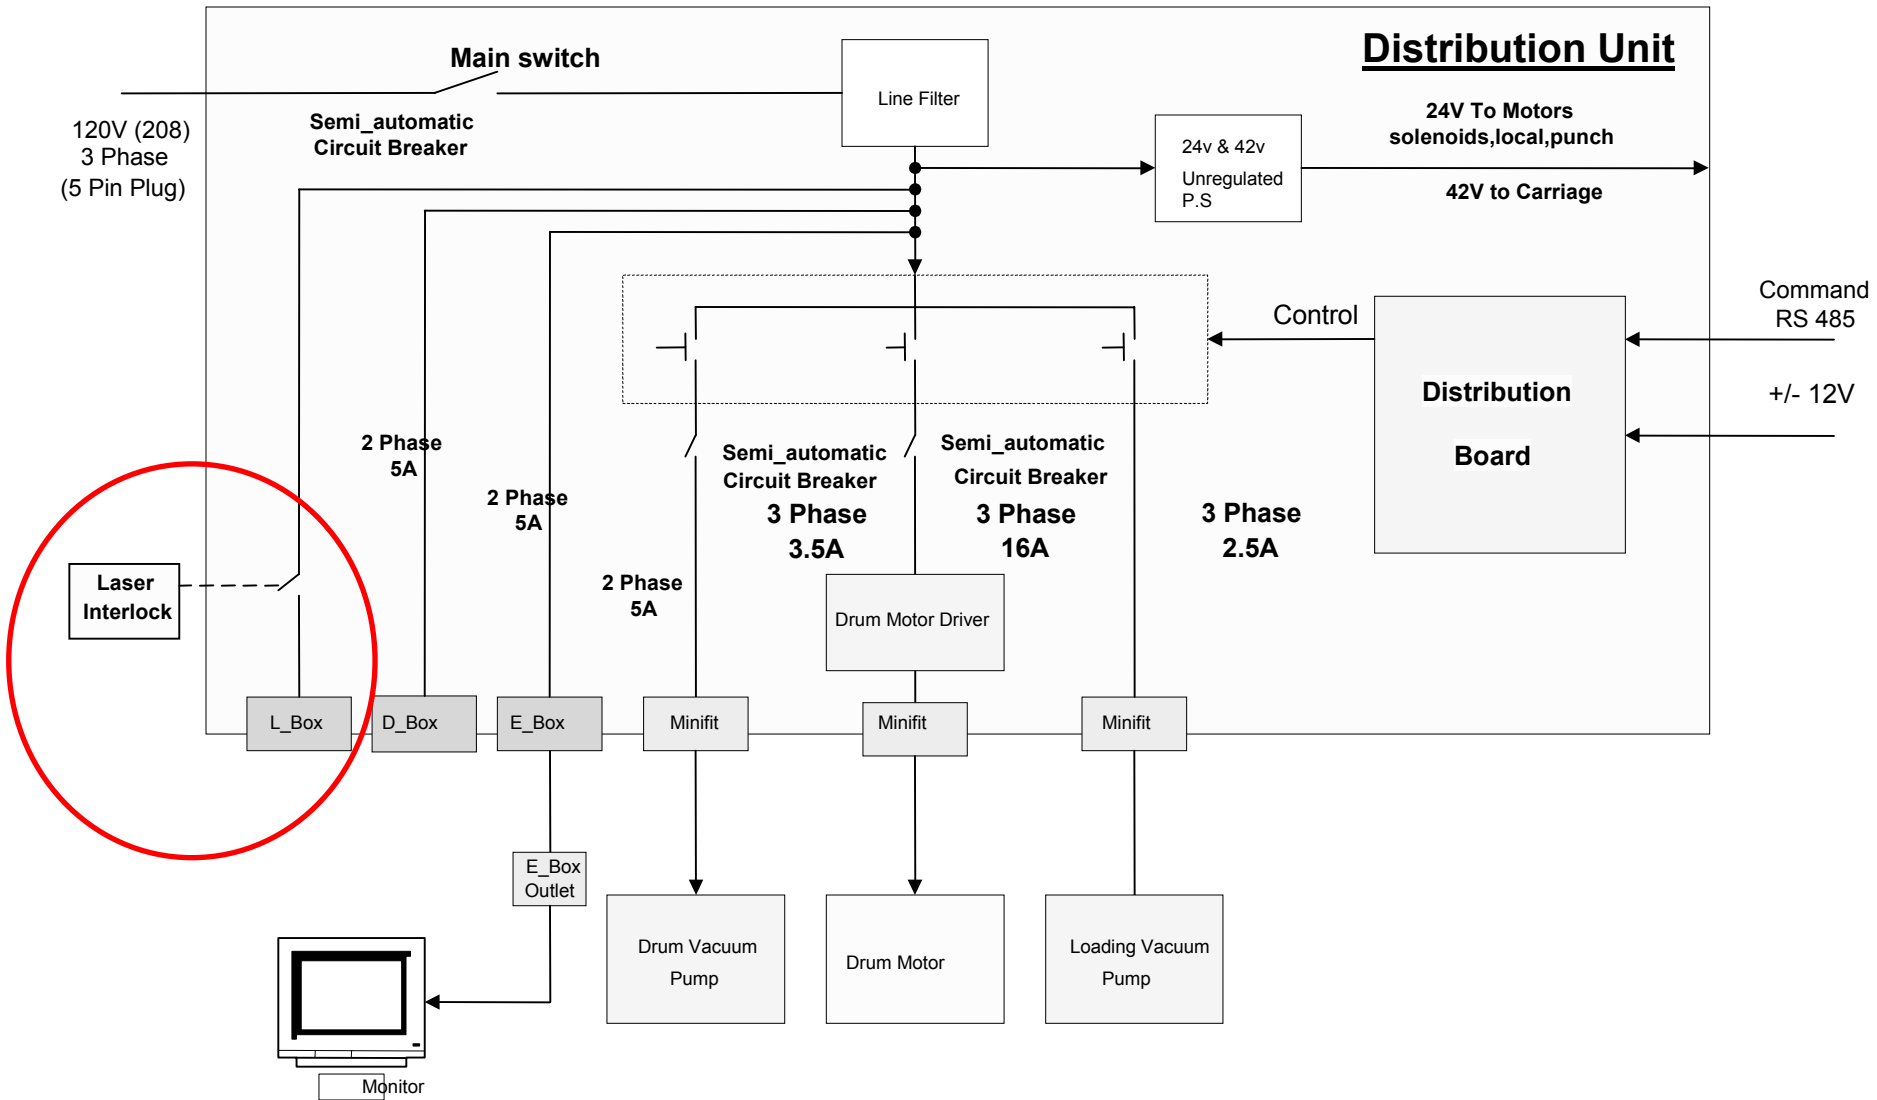 Distribution Unit
Main switch
Line Filter
Semi_automatic
Circuit Breaker
120V (208)
3 Phase
(5 Pin Plug)
24v & 42v
Unregulated
P.S
24V To Motors
solenoids,local,punch
42V to Carriage
Command
RS 485
Control
+/- 12V
Distribution
Board
2 Phase
5A
2 Phase
5A
Semi_automatic
Circuit Breaker
3 Phase
3.5A
Semi_automatic
Circuit Breaker
3 Phase
16A
3 Phase
2.5A
Laser
Interlock
2 Phase
5A
Drum Motor Driver
L_Box
D_Box
E_Box
Minifit
Minifit
Minifit
E_Box
Outlet
Drum Vacuum
Pump
Drum Motor
Loading Vacuum
Pump
Monitor